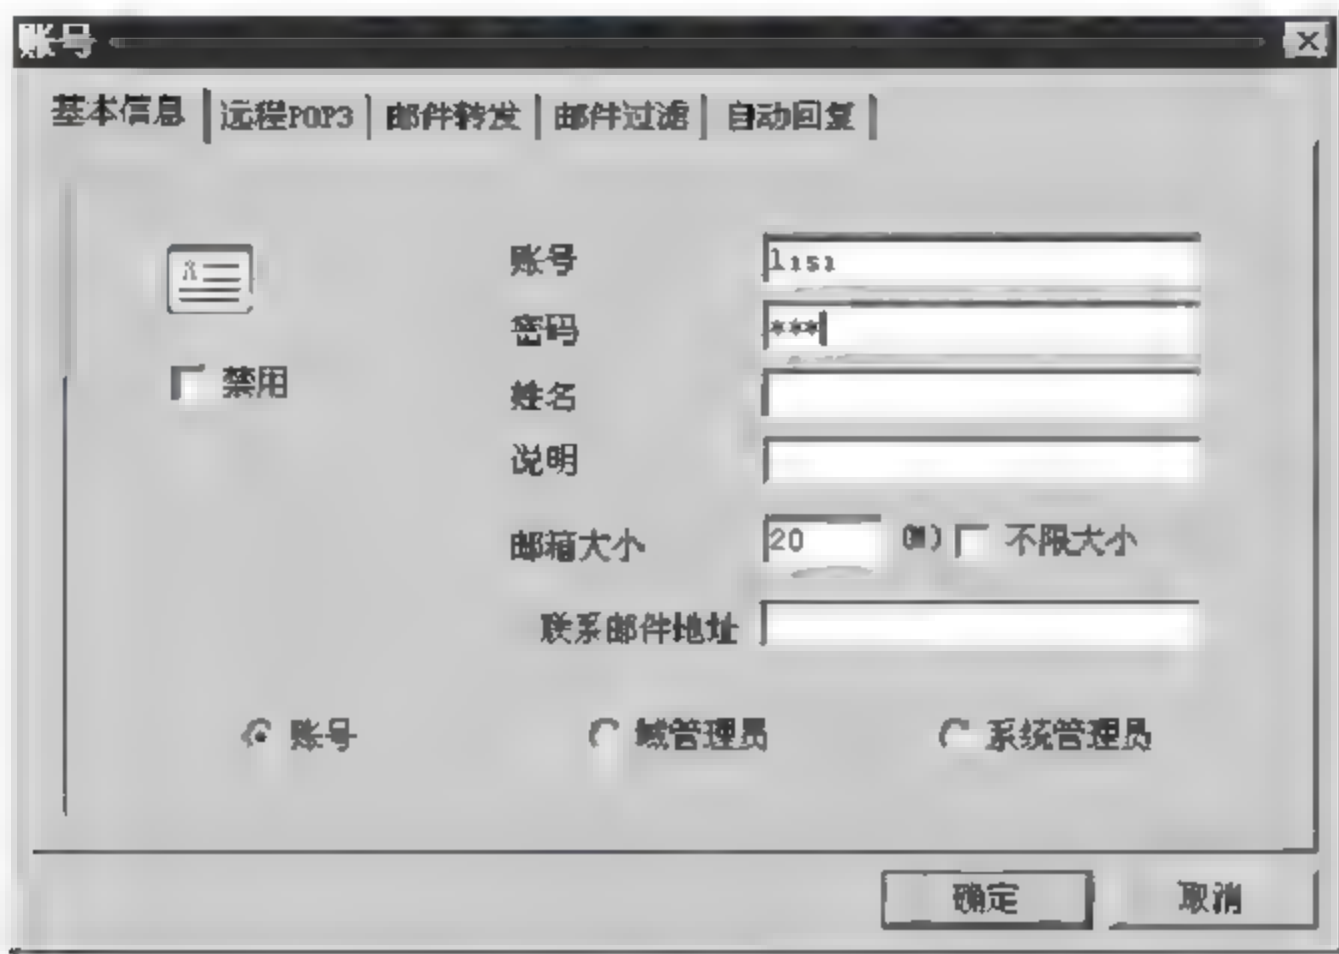 账号
基本信息 远程POP3 邮件转发 邮件过滤 自动回复
账号 lisi
密码 ***
禁用
姓名
说明
邮箱大小 20 (M) 不限大小
联系邮件地址
账号 域管理员 系统管理员
确定 取消